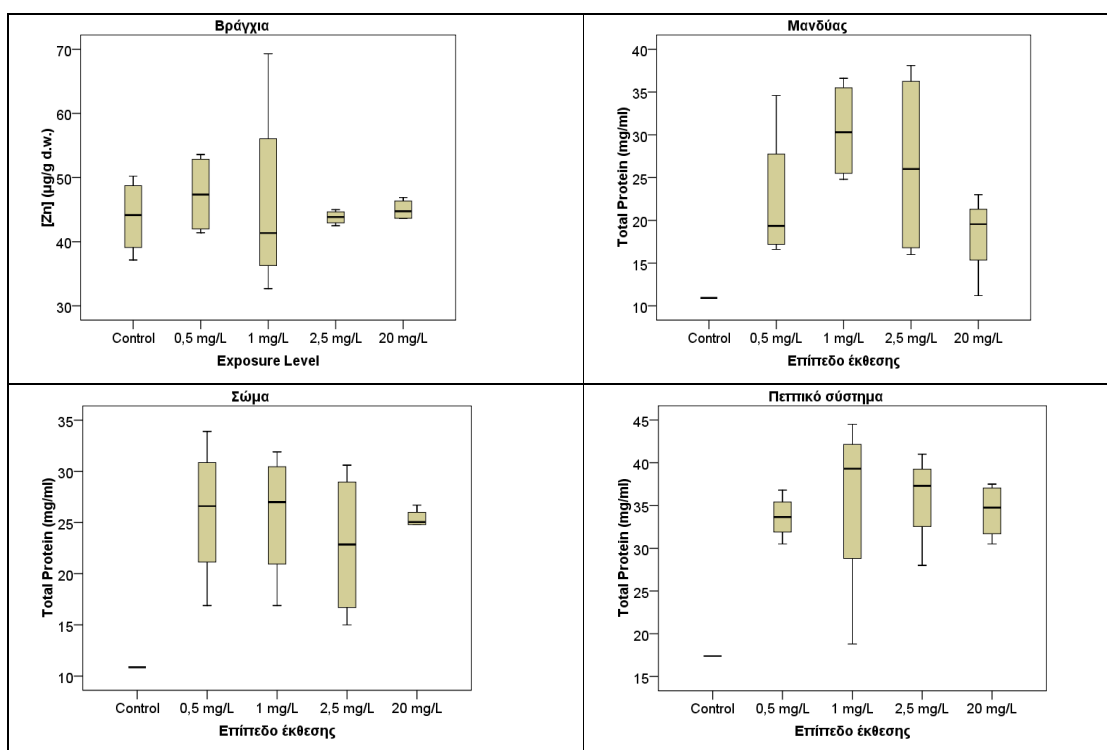 Βράγχια
[Zn] (μg/g d.w.)
70
60
50
40
30
Control 0,5 mg/L 1 mg/L 2,5 mg/L 20 mg/L
Exposure Level
Μανδύας
Total Protein (mg/ml)
40
35
30
25
20
15
10
Control 0,5 mg/L 1 mg/L 2,5 mg/L 20 mg/L
Επίπεδο έκθεσης
Σώμα
Total Protein (mg/ml)
35
30
25
20
15
10
Control 0,5 mg/L 1 mg/L 2,5 mg/L 20 mg/L
Επίπεδο έκθεσης
Πεπτικό σύστημα
Total Protein (mg/ml)
45
40
35
30
25
20
15
Control 0,5 mg/L 1 mg/L 2,5 mg/L 20 mg/L
Επίπεδο έκθεσης